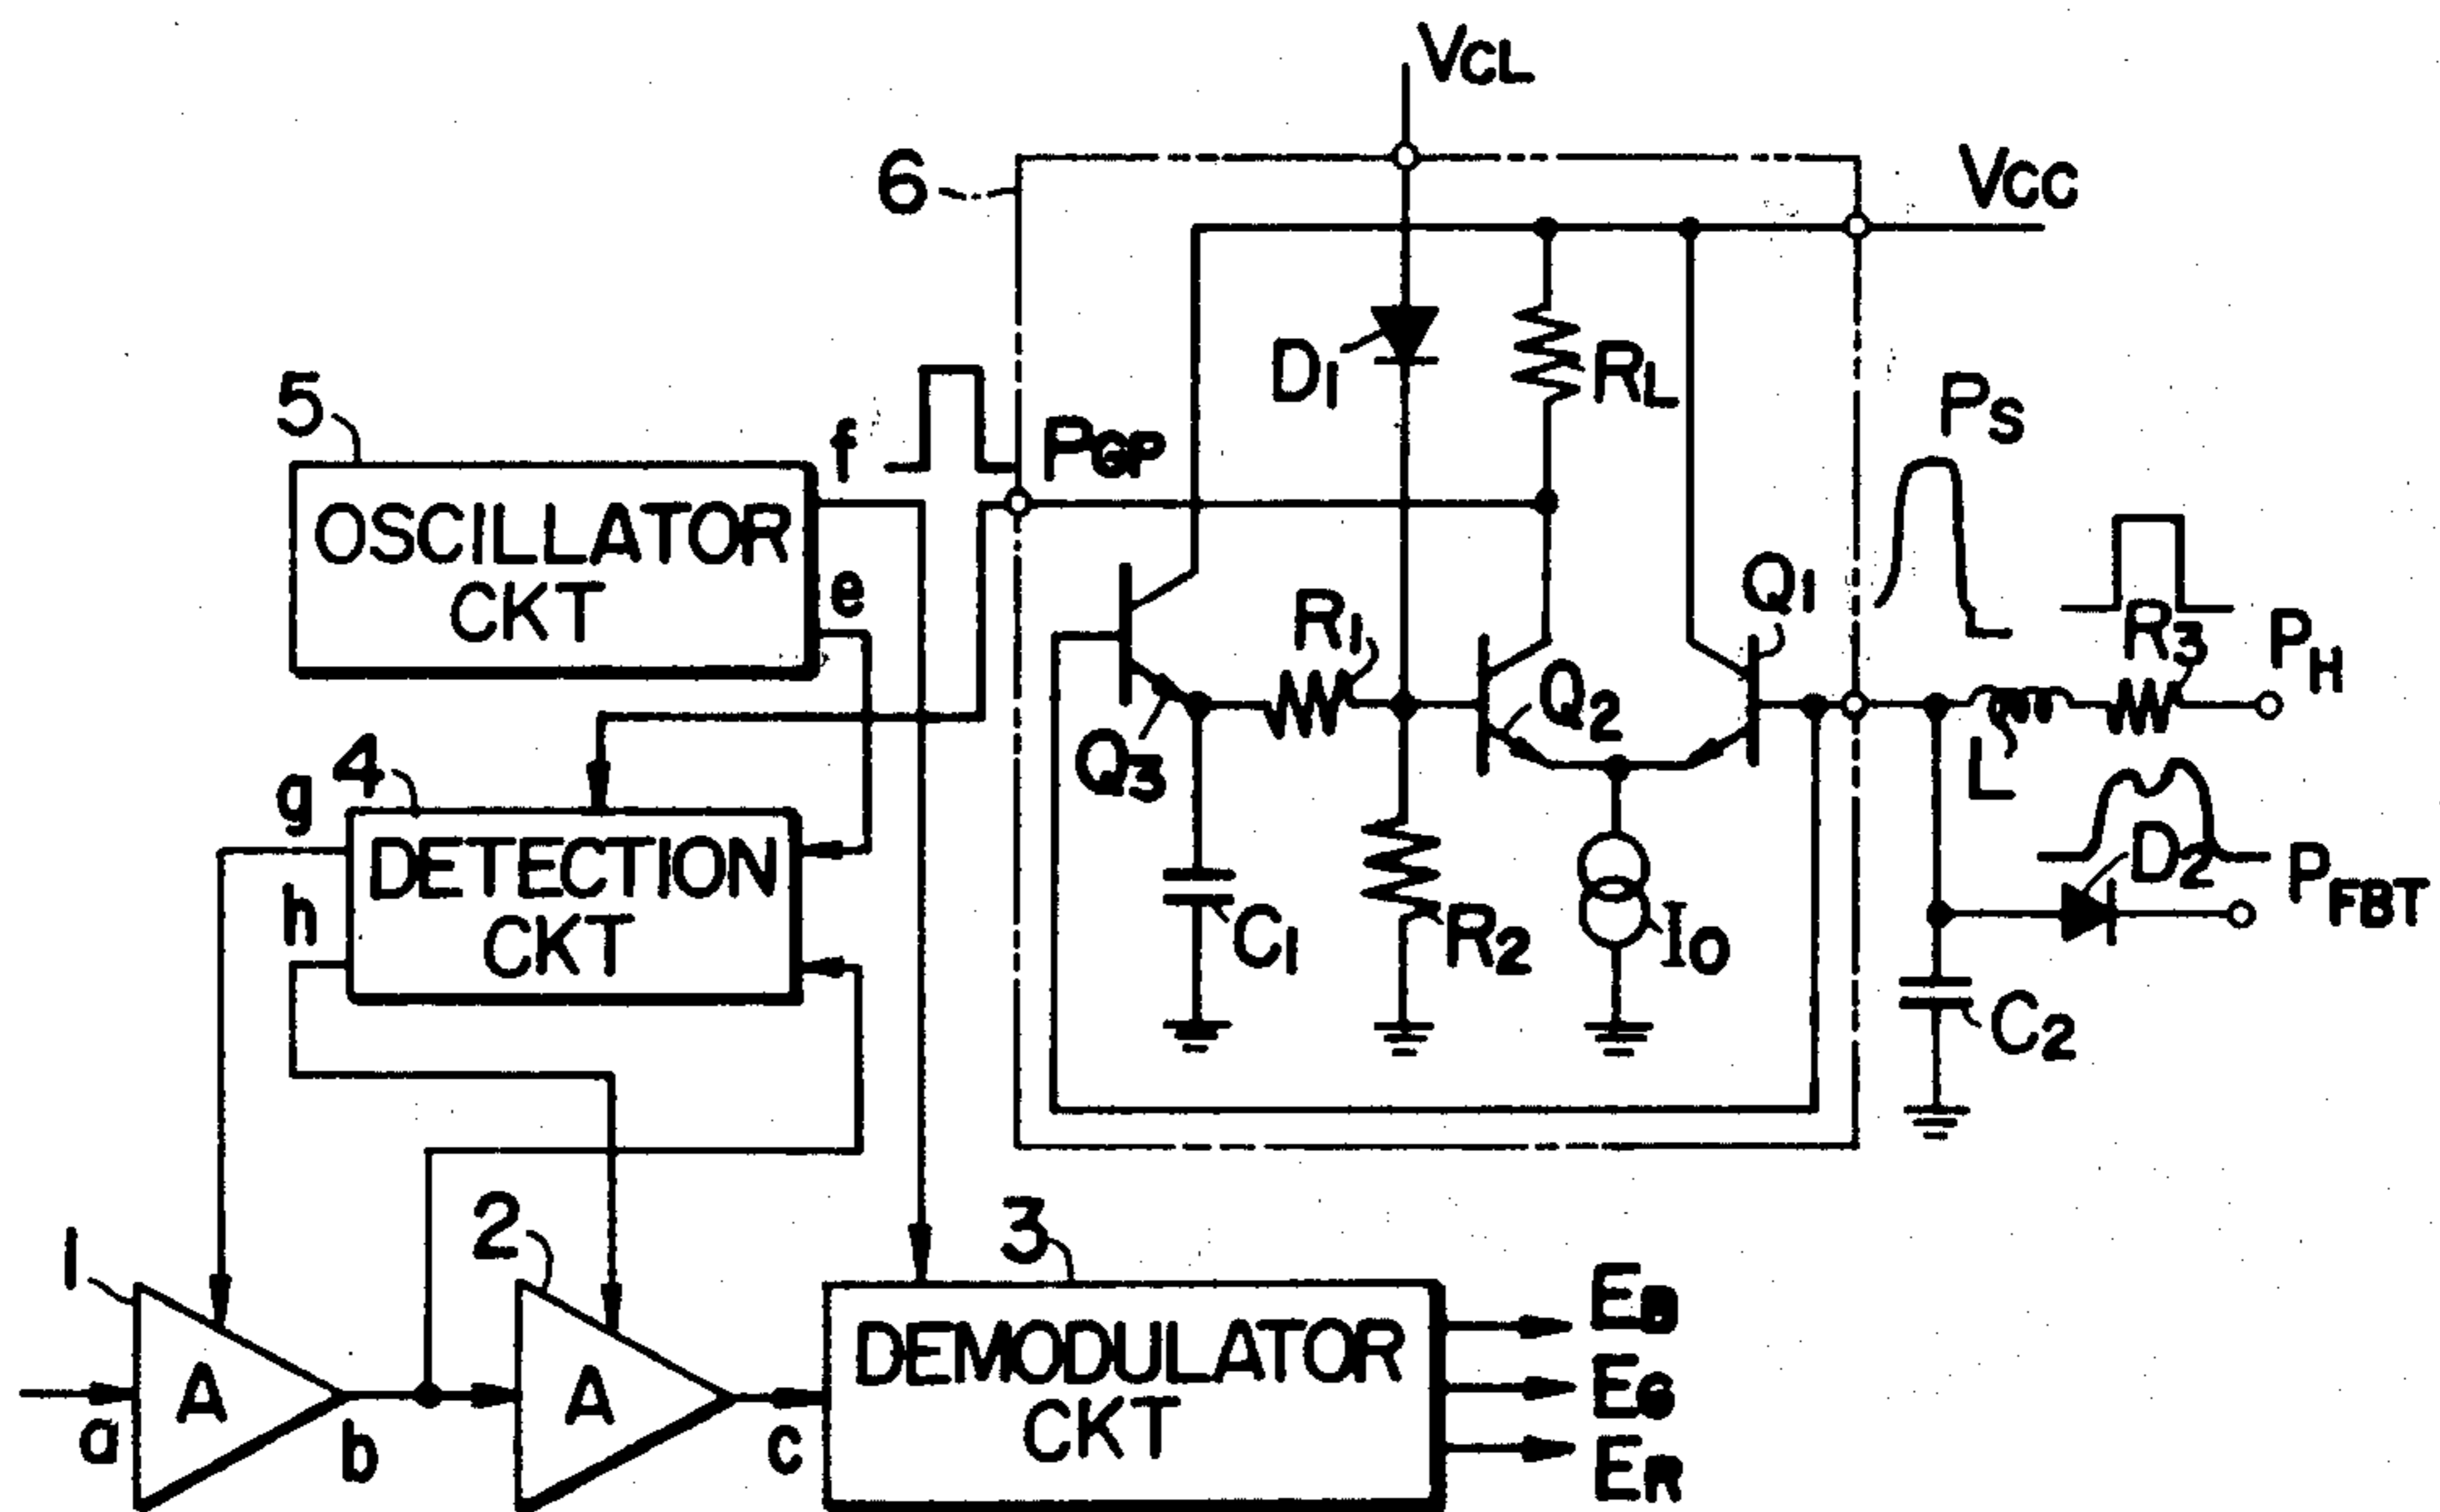 VCL
6
VCC
D1
RL
PS
5
f
PGP
OSCILLATOR
CKT
e
Q1
R1
R3
PH
Q2
Q3
L
g
4
DETECTION
CKT
h
D2
PFBT
C1
R2
IO
C2
1
2
3
A
a
b
A
c
DEMODULATOR
CKT
EB
EG
ER